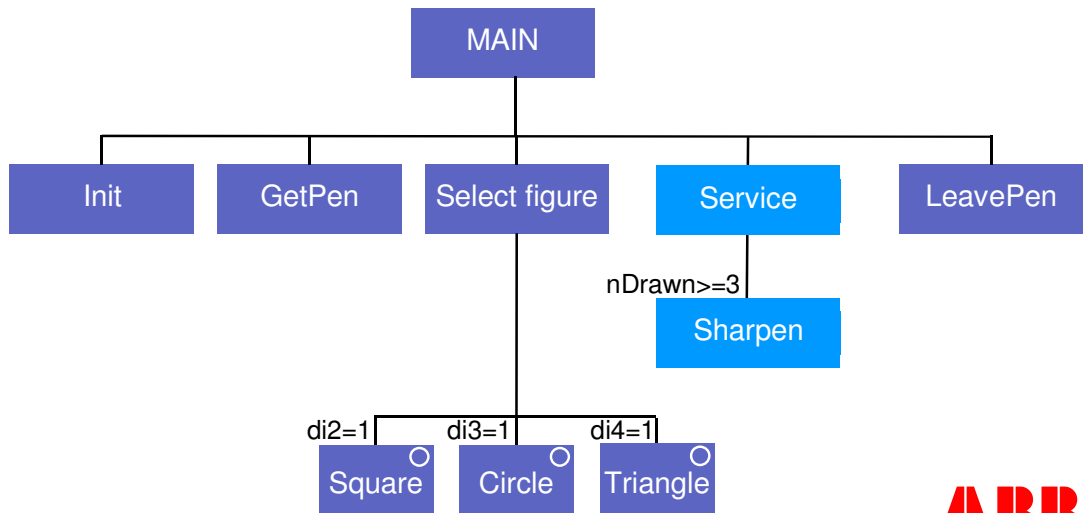 MAIN
Init
GetPen
Select figure
Service
LeavePen
nDrawn>=3
Sharpen
di2=1
di3=1
di4=1
Square
Circle
Triangle
ABB